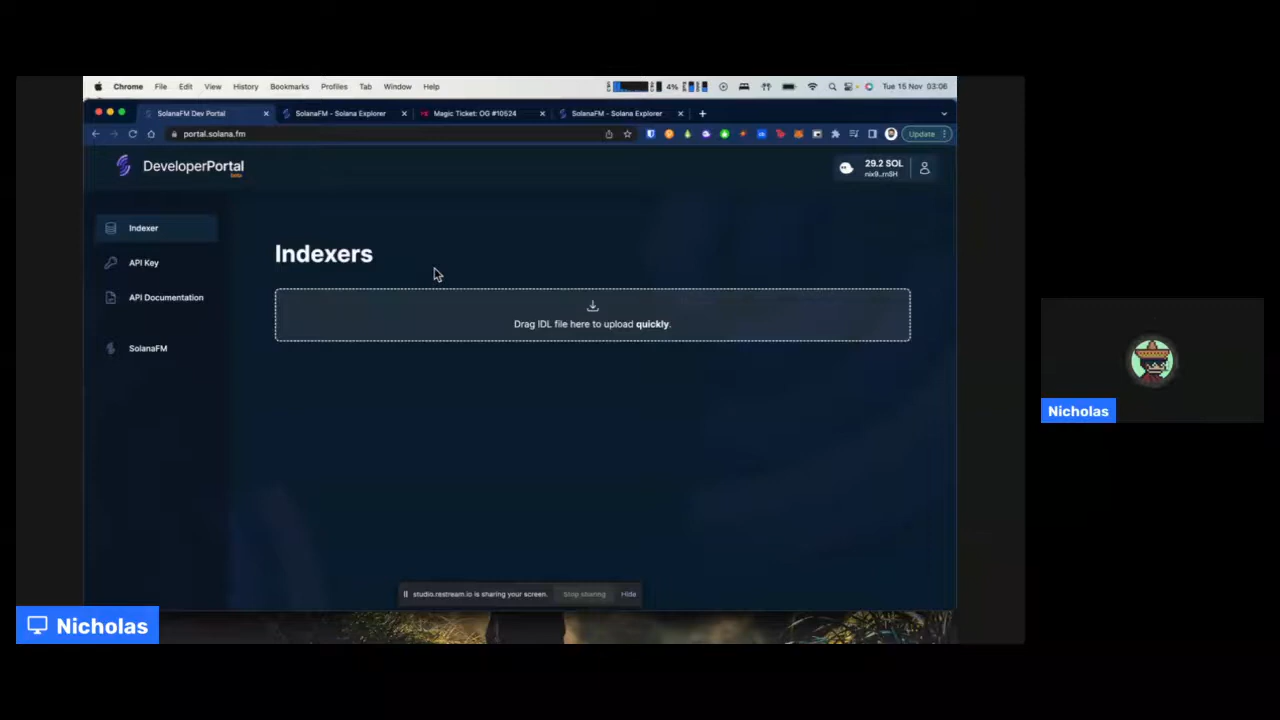 Chrome File Edit View History Bookmarks Profiles Tab Window Help 4% Tue 15 Nov 03:06
SolanaFM Dev Portal SolanaFM - Solana Explorer Magic Ticket: OG #10524 SolanaFM - Solana Explorer
portal.solana.fm Update
DeveloperPortal
beta
29.2 SOL
Indexer
API Key
API Documentation
SolanaFM
Indexers
Drag IDL file here to upload quickly.
studio.restream.io is sharing your screen. Stop sharing Hide
Nicholas
Nicholas